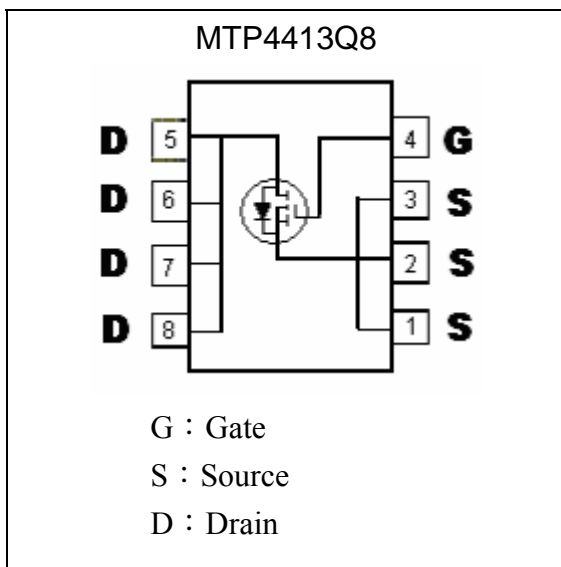 MTP4413Q8
D 5 4 G
D 6 3 S
D 7 2 S
D 8 1 S
G：Gate
S：Source
D：Drain